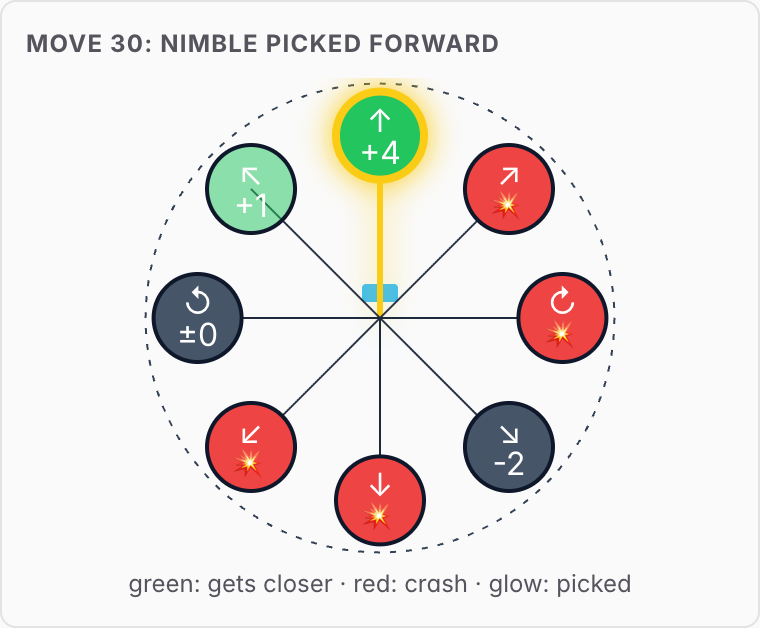 MOVE 30: NIMBLE PICKED FORWARD
+4
+1
±0
-2
green: gets closer · red: crash · glow: picked